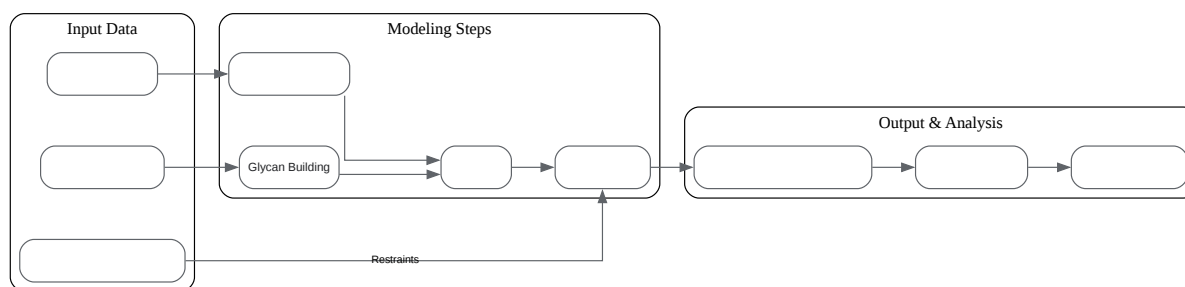 Input Data
Modeling Steps
Output & Analysis
Glycan Building
Restraints